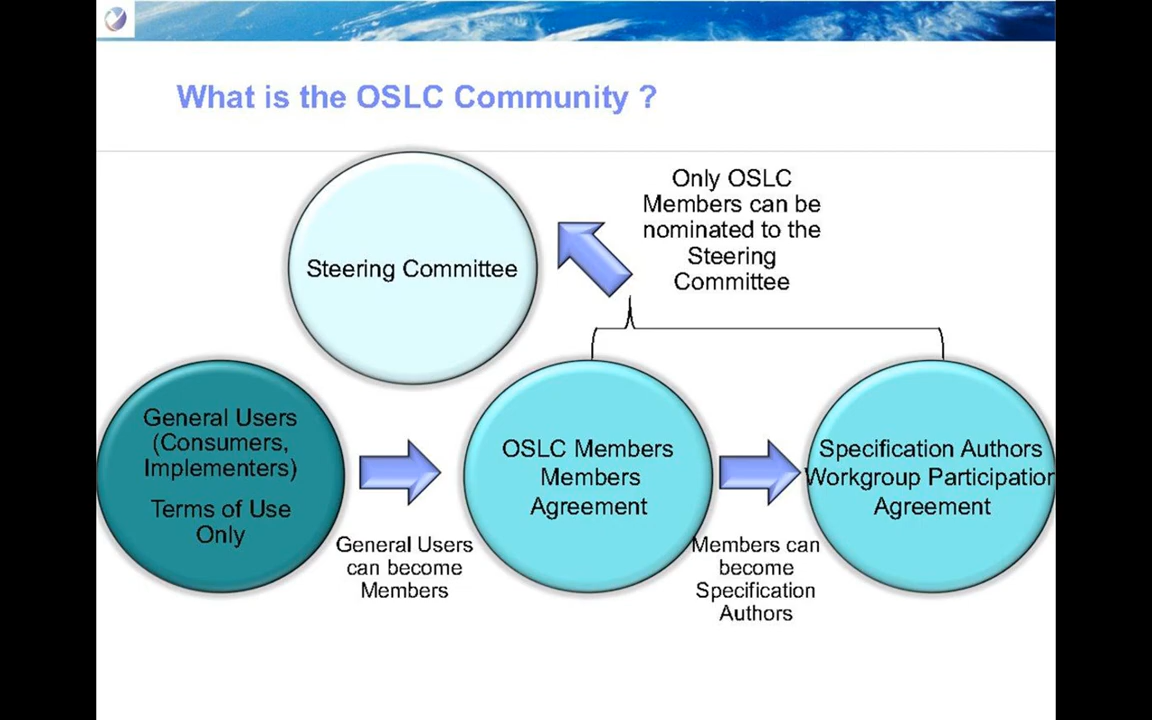 What is the OSLC Community ?
Only OSLC
Members can be
nominated to the
Steering
Committee
Steering Committee
General Users
(Consumers,
Implementers)
Terms of Use
Only
General Users
can become
Members
OSLC Members
Members
Agreement
Members can
become
Specification
Authors
Specification Authors
Workgroup Participation
Agreement